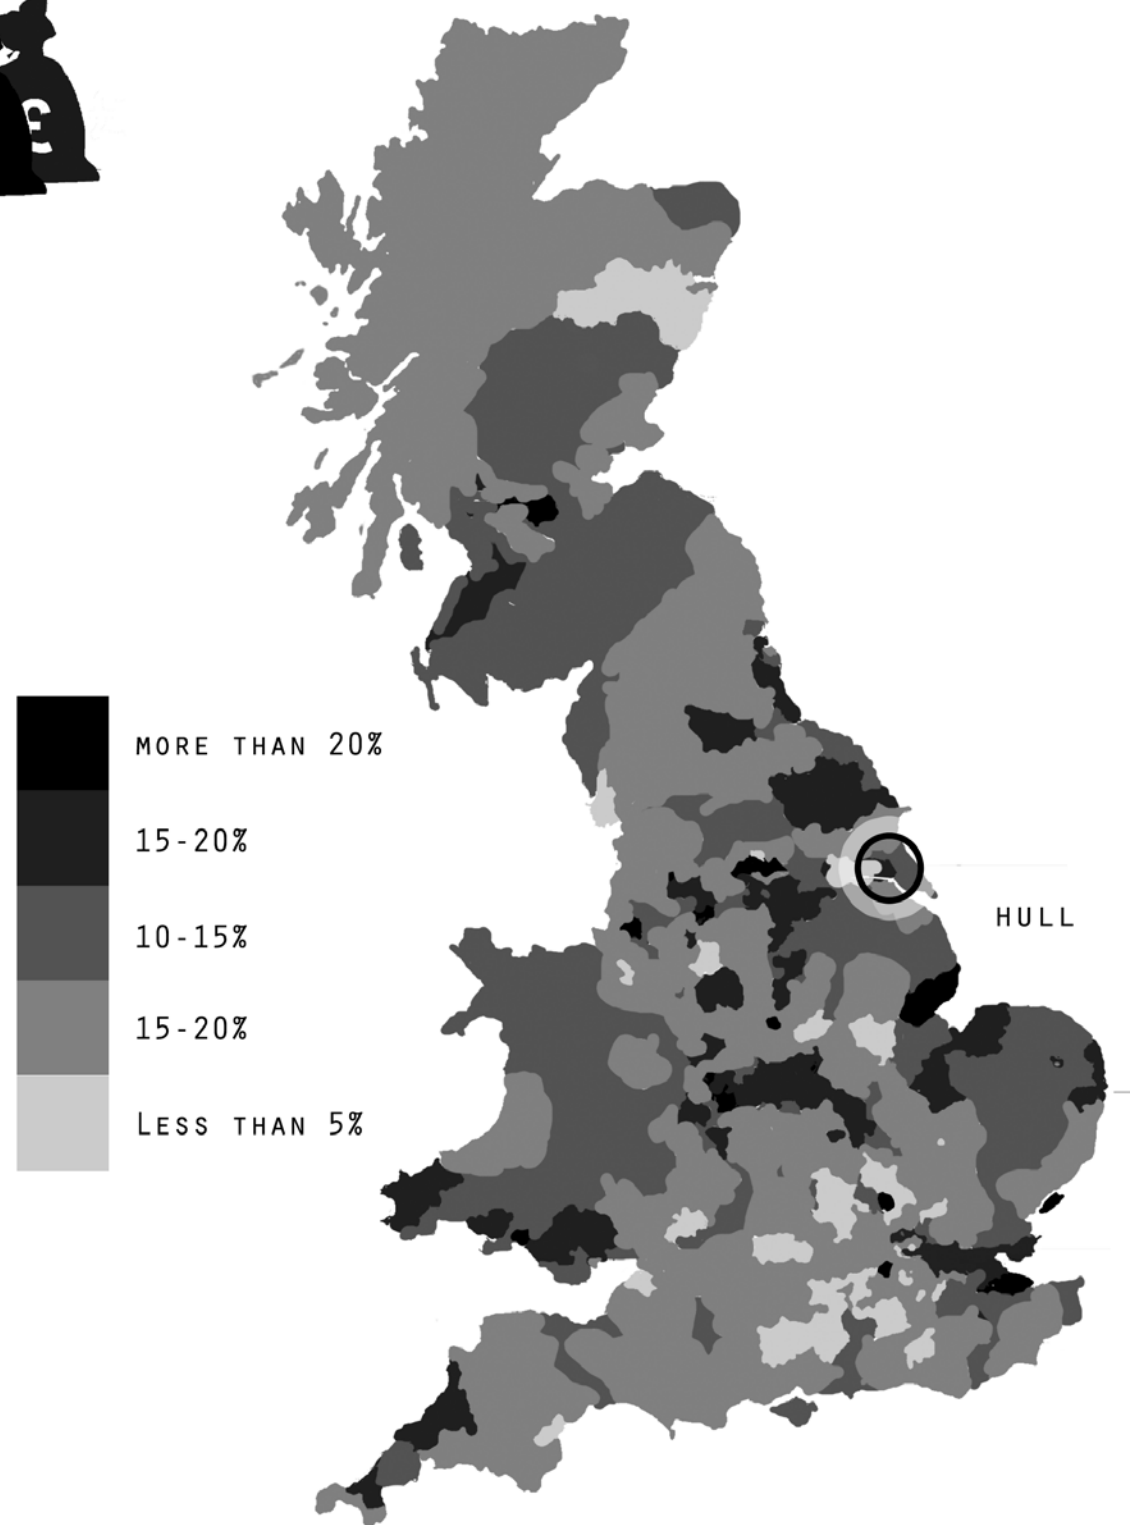 £
MORE THAN 20%
15-20%
10-15%
HULL
15-20%
LESS THAN 5%